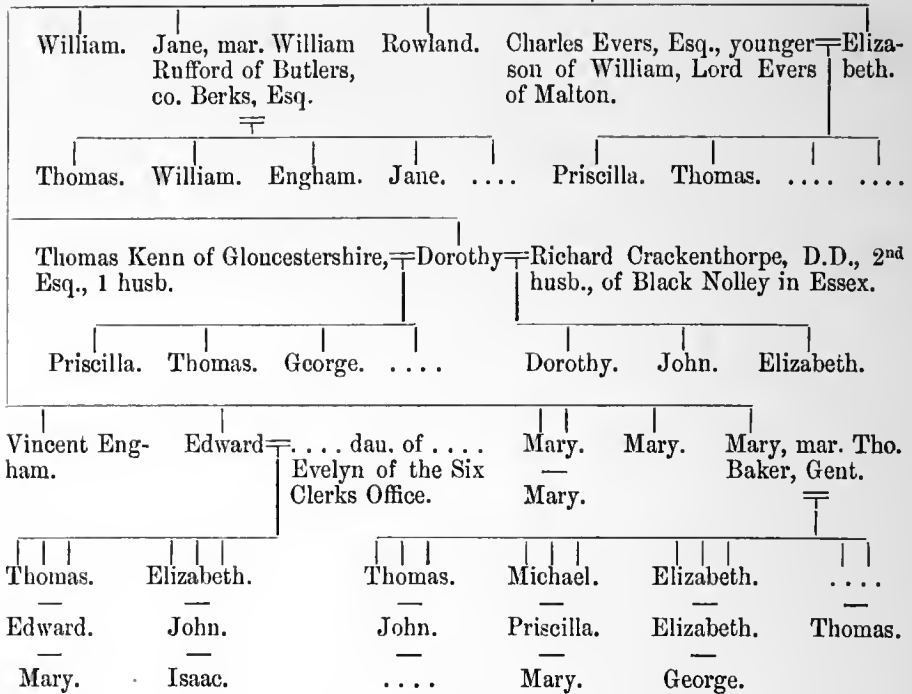 William. Jane, mar. William Rowland. Charles Evers, Esq., younger Eliza-
Rufford of Butlers, son of William, Lord Evers beth.
co. Berks, Esq. of Malton.
Thomas. William. Engham. Jane. .... Priscilla. Thomas. .... ....
Thomas Kenn of Gloucestershire, Dorothy Richard Crackenthorpe, D.D., 2nd
Esq., 1 husb. husb., of Black Nolley in Essex.
Priscilla. Thomas. George. .... Dorothy. John. Elizabeth.
Vincent Eng- Edward .... dau. of .... Mary. Mary. Mary, mar. Tho.
ham. Evelyn of the Six — Baker, Gent.
Clerks Office. Mary.
Thomas. Elizabeth. Thomas. Michael. Elizabeth. ....
— — — — — —
Edward. John. John. Priscilla. Elizabeth. Thomas.
— — — — —
Mary. Isaac. .... Mary. George.